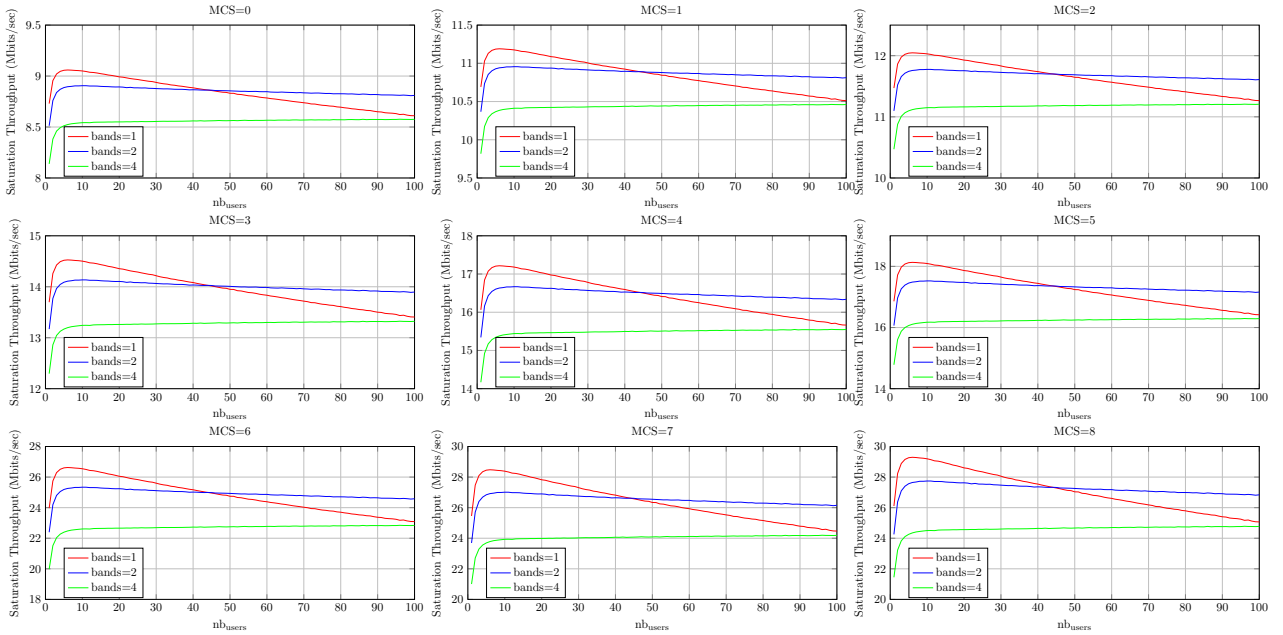 MCS=0
Saturation Throughput (Mbits/sec)
9.5
9
8.5
8
bands=1
bands=2
bands=4
0 10 20 30 40 50 60 70 80 90 100
nbusers
MCS=1
Saturation Throughput (Mbits/sec)
11.5
11
10.5
10
9.5
bands=1
bands=2
bands=4
0 10 20 30 40 50 60 70 80 90 100
nbusers
MCS=2
Saturation Throughput (Mbits/sec)
12
11
10
bands=1
bands=2
bands=4
0 10 20 30 40 50 60 70 80 90 100
nbusers
MCS=3
Saturation Throughput (Mbits/sec)
15
14
13
12
bands=1
bands=2
bands=4
0 10 20 30 40 50 60 70 80 90 100
nbusers
MCS=4
Saturation Throughput (Mbits/sec)
18
17
16
15
14
bands=1
bands=2
bands=4
0 10 20 30 40 50 60 70 80 90 100
nbusers
MCS=5
Saturation Throughput (Mbits/sec)
18
16
14
bands=1
bands=2
bands=4
0 10 20 30 40 50 60 70 80 90 100
nbusers
MCS=6
Saturation Throughput (Mbits/sec)
28
26
24
22
20
18
bands=1
bands=2
bands=4
0 10 20 30 40 50 60 70 80 90 100
nbusers
MCS=7
Saturation Throughput (Mbits/sec)
30
28
26
24
22
20
bands=1
bands=2
bands=4
0 10 20 30 40 50 60 70 80 90 100
nbusers
MCS=8
Saturation Throughput (Mbits/sec)
30
28
26
24
22
20
bands=1
bands=2
bands=4
0 10 20 30 40 50 60 70 80 90 100
nbusers